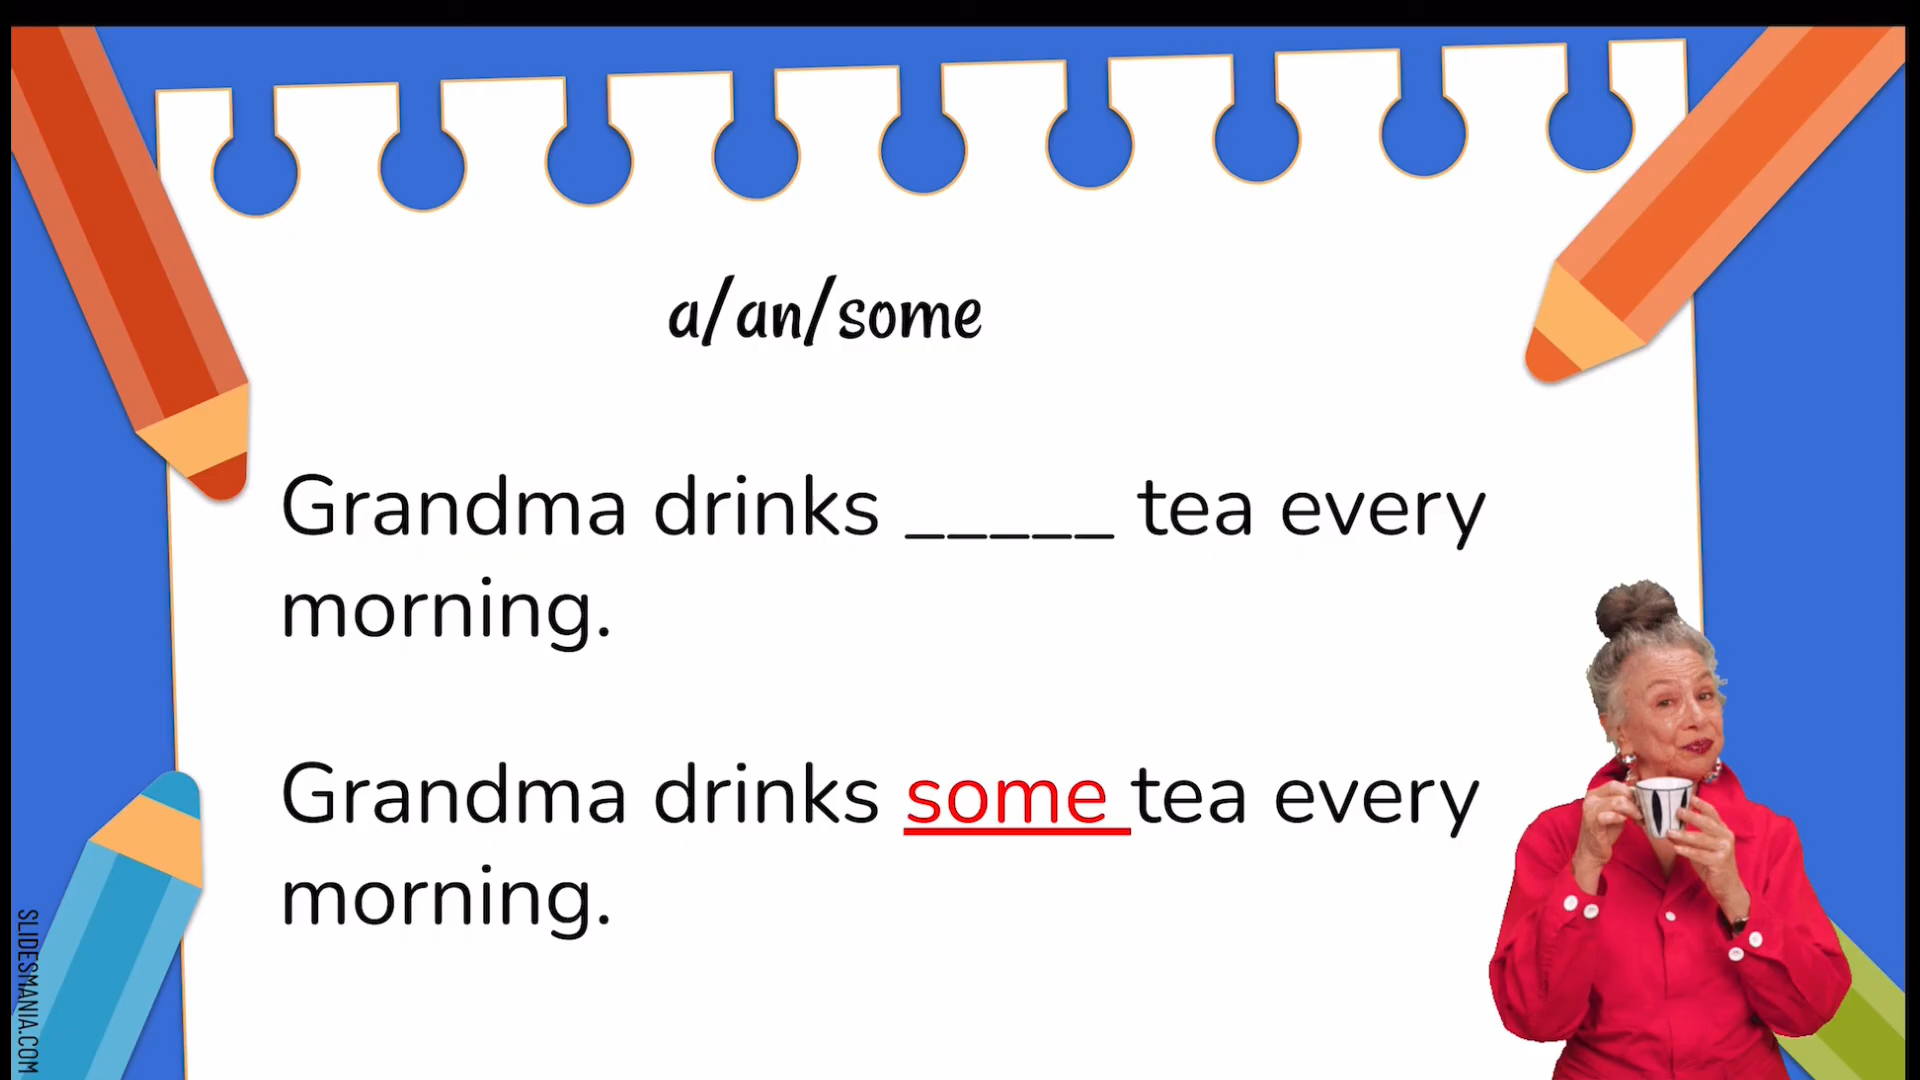 a/an/some
Grandma drinks _____ tea every
morning.
Grandma drinks some tea every
morning.
SLIDESMANIA.COM